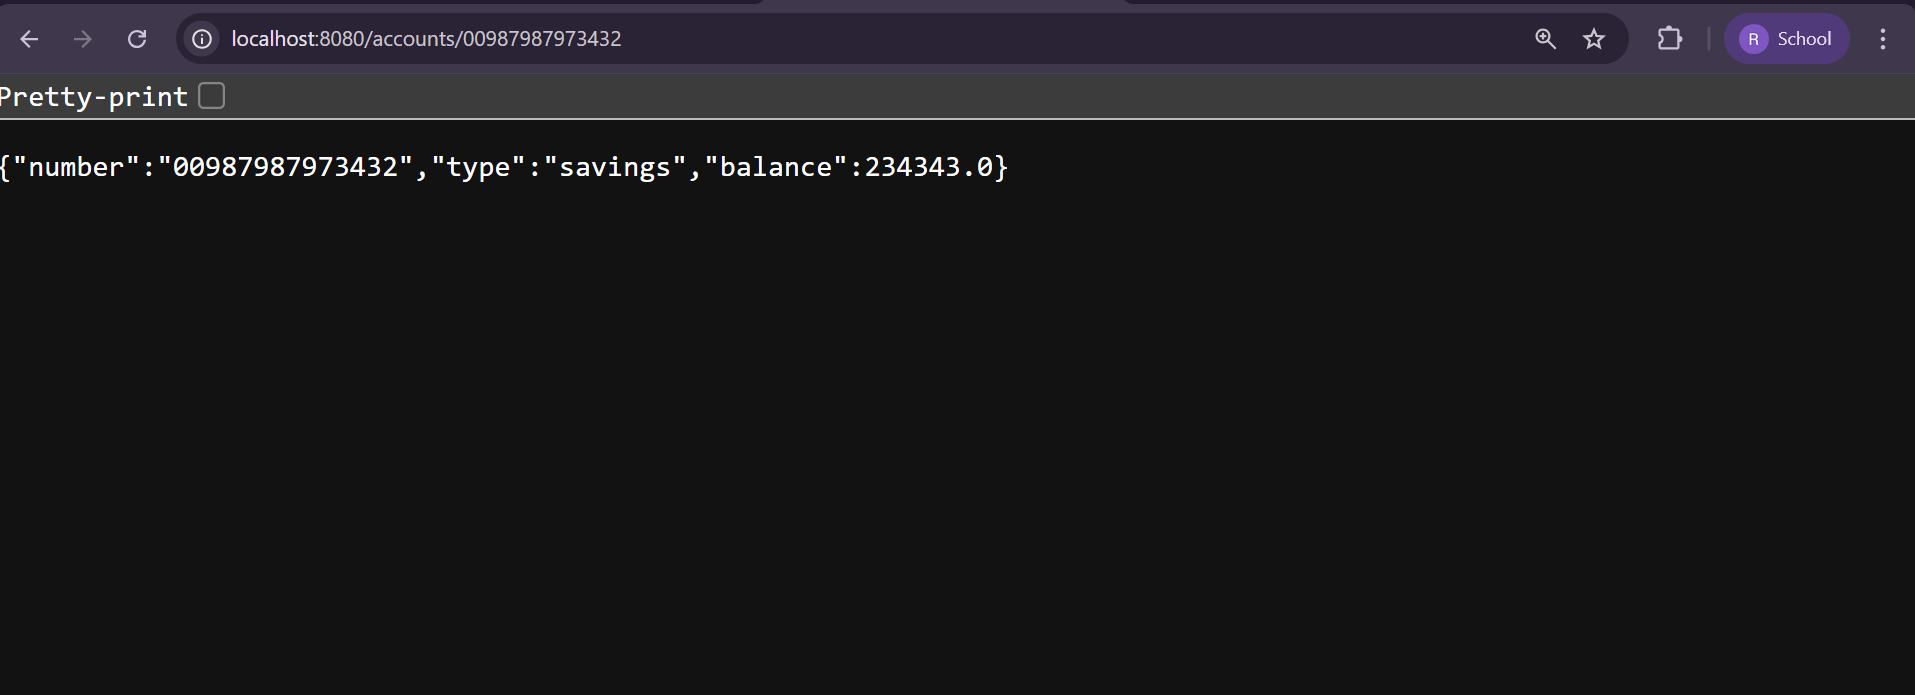 localhost:8080/accounts/00987987973432
R School
Pretty-print
{"number":"00987987973432","type":"savings","balance":234343.0}